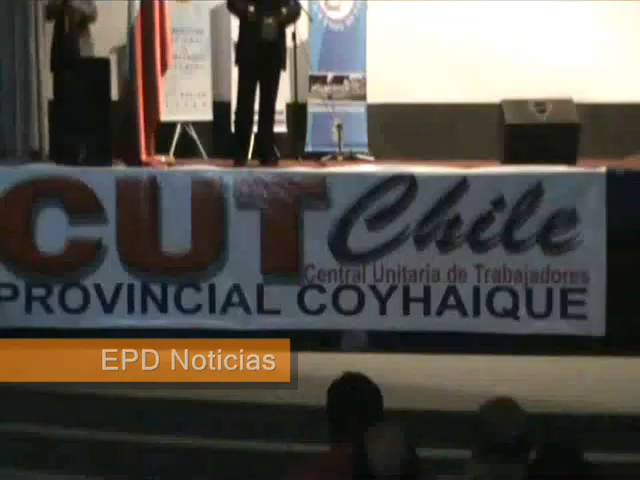 CUT Chile
Central Unitaria de Trabajadores
PROVINCIAL COYHAIQUE
EPD Noticias